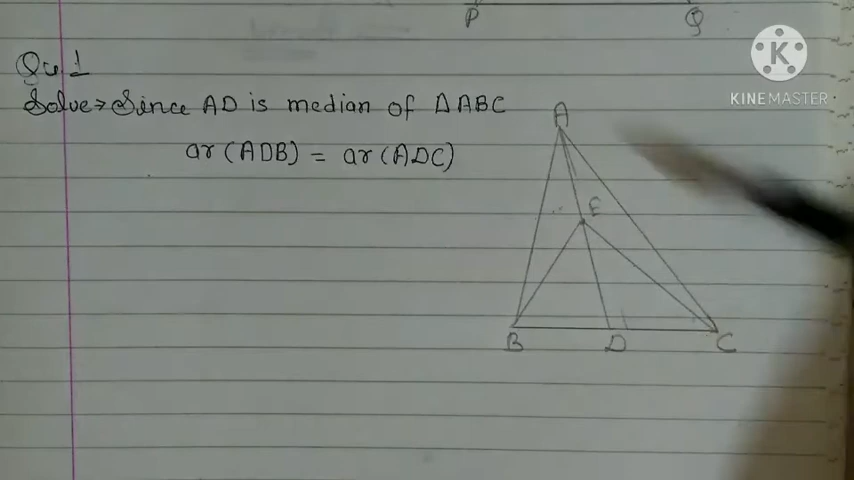 P Q
Qu 1
Solve → Since AD is median of ΔABC
ar (ADB) = ar (ADC)
A
E
B D C
K
KINEMASTER